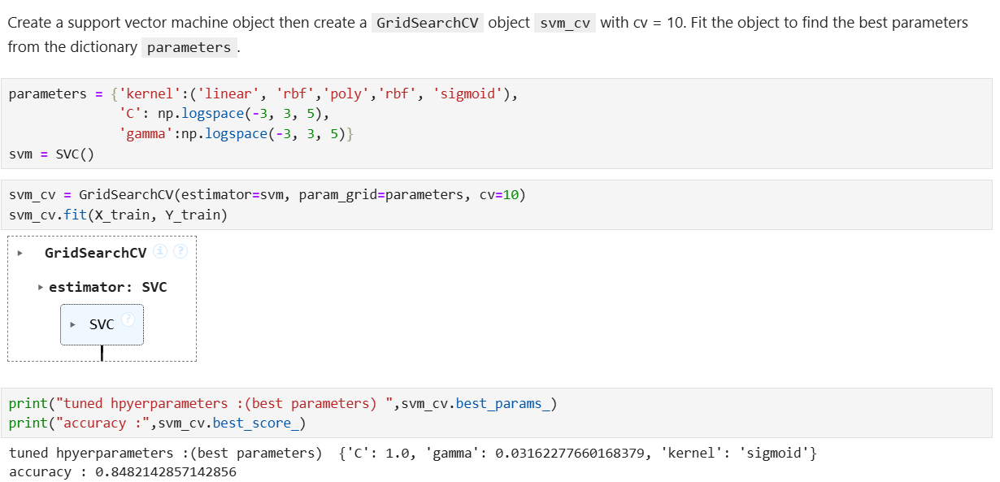 Create a support vector machine object then create a GridSearchCV object svm_cv with cv = 10. Fit the object to find the best parameters
from the dictionary parameters.
parameters = {'kernel':('linear', 'rbf','poly','rbf', 'sigmoid'),
'C': np.logspace(-3, 3, 5),
'gamma':np.logspace(-3, 3, 5)}
svm = SVC()
svm_cv = GridSearchCV(estimator=svm, param_grid=parameters, cv=10)
svm_cv.fit(X_train, Y_train)
GridSearchCV i ?
estimator: SVC
SVC ?
print("tuned hpyerparameters :(best parameters) ",svm_cv.best_params_)
print("accuracy :",svm_cv.best_score_)
tuned hpyerparameters :(best parameters)  {'C': 1.0, 'gamma': 0.03162277660168379, 'kernel': 'sigmoid'}
accuracy : 0.8482142857142856